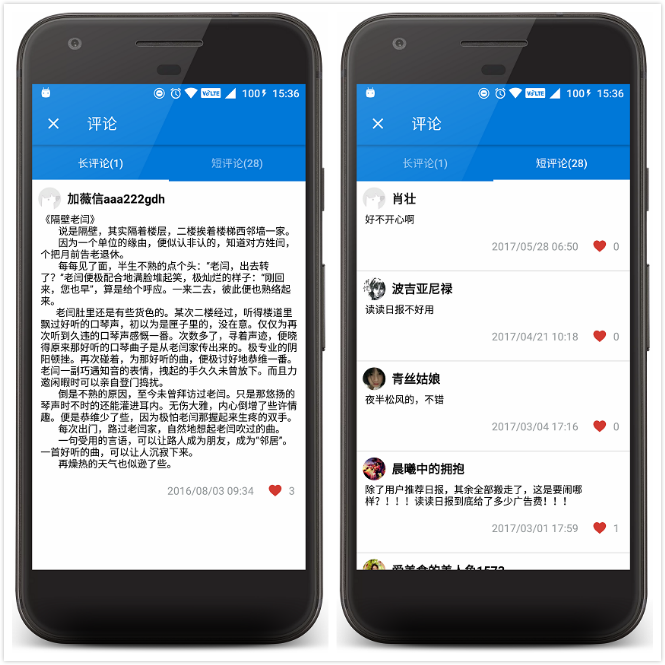 100 15:36
评论
长评论(1) 短评论(28)
加薇信aaa222gdh
《隔壁老闫》
说是隔壁，其实隔着楼层，二楼挨着楼梯西邻墙一家。
因为一个单位的缘由，便似认非认的，知道对方姓闫，
个把月前告老退休。
每每见了面，半生不熟的点个头：“老闫，出去转
了？”老闫便极配合地满脸堆起笑，极灿烂的样子：“刚回
来，您也早”，算是给个呼应。一来二去，彼此便也熟络起
来。
老闫肚里还是有些货色的。某次二楼经过，听得楼道里
飘过好听的口琴声，初以为是匣子里的，没在意。仅仅为再
次听到久违的口琴声感慨一番。次数多了，寻着声迹，便晓
得原来那好听的口琴曲子是从老闫家传出来的。极专业的阴
阳顿挫。再次碰着，为那好听的曲，便极讨好地恭维一番。
老闫一副巧遇知音的表情，拽起的手久久未曾放下。而且力
邀闲暇时可以亲自登门捣扰。
倒是不熟的原因，至今未曾拜访过老闫。只是那悠扬的
琴声时不时的还能灌进耳内。无伤大雅，内心倒增了些许情
趣。便是恭维少了些，因为极怕老闫那握起来生疼的双手。
每次出门，路过老闫家，自然地想起老闫吹过的曲。
一句受用的言语，可以让路人成为朋友，成为“邻居”。
一首好听的曲，可以让人沉寂下来。
再燥热的天气也似逊了些。
2016/08/03 09:34 3
VoLTE 100 15:36
评论
长评论(1) 短评论(28)
肖壮
好不开心啊
2017/05/28 06:50 0
波吉亚尼禄
读读日报不好用
2017/04/21 10:18 0
青丝姑娘
夜半松风的，不错
2017/03/04 17:16 0
晨曦中的拥抱
除了用户推荐日报，其余全部搬走了，这是要闹哪
样？！！！读读日报到底给了多少广告费！！！
2017/03/01 17:59 1
爱美食的美人鱼1573